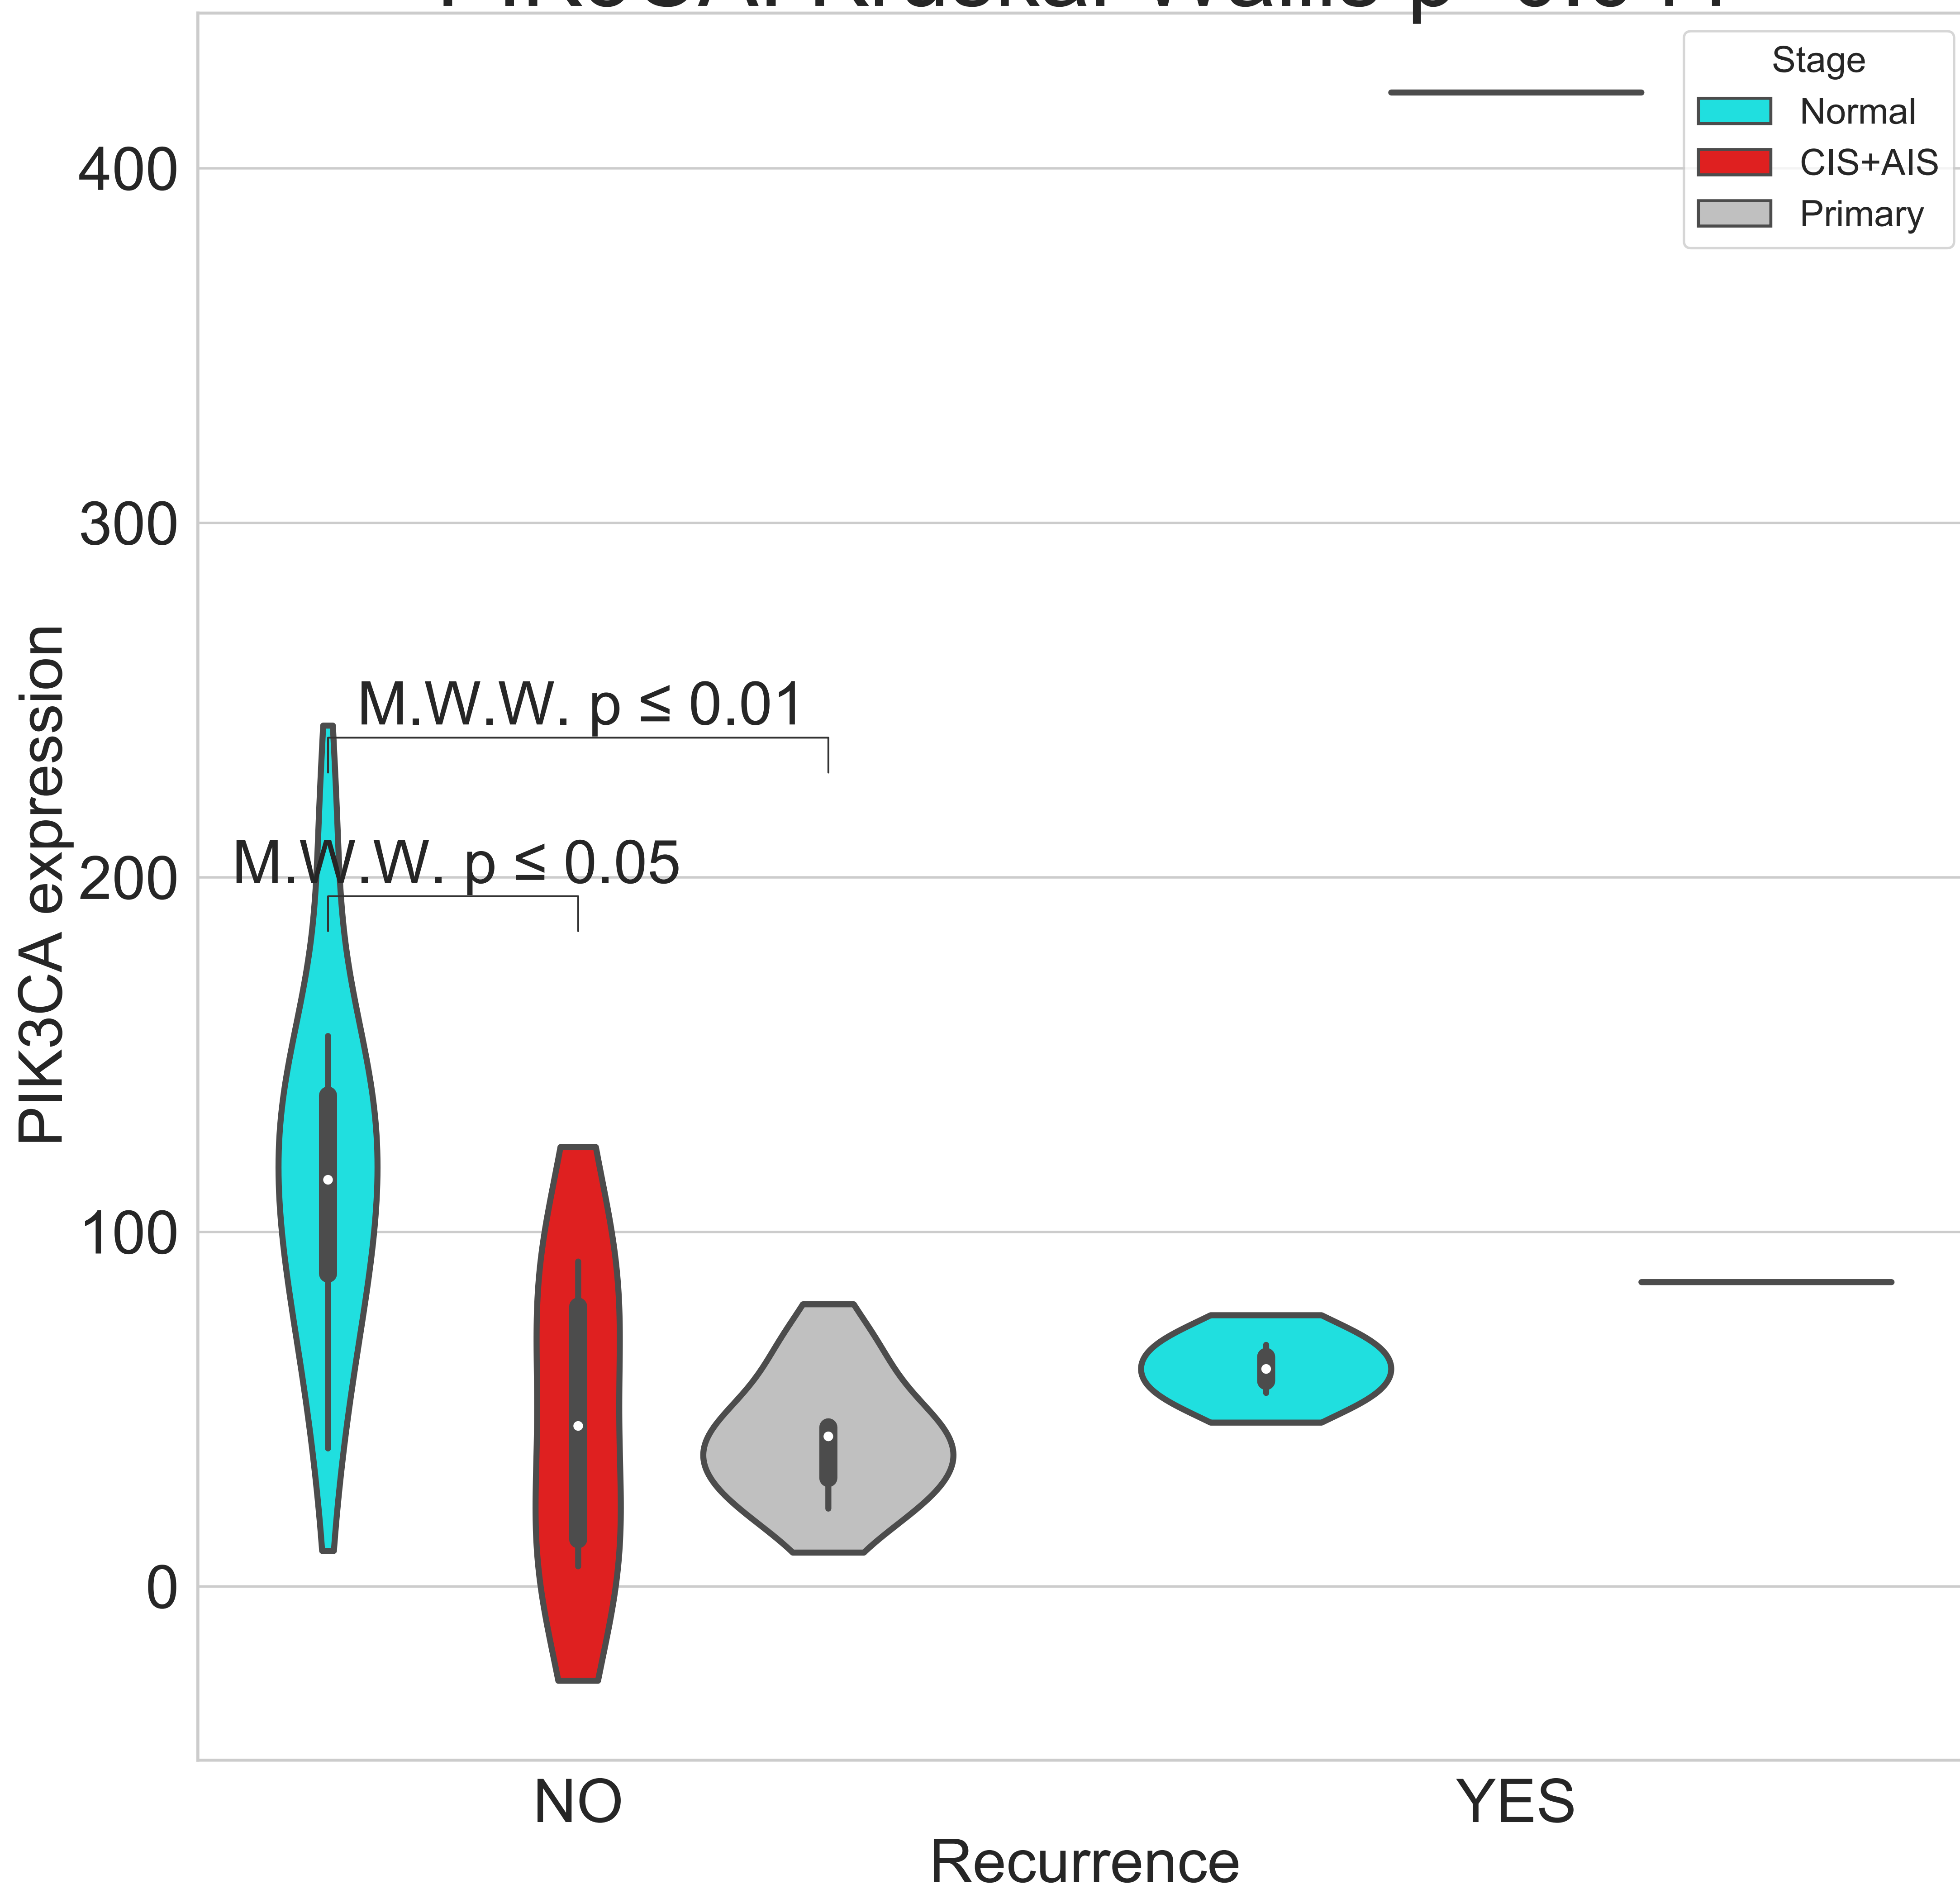 Stage
Normal
CIS+AIS
Primary
400
300
200
100
0
PIK3CA expression
M.W.W. p ≤ 0.01
M.W.W. p ≤ 0.05
NO
YES
Recurrence